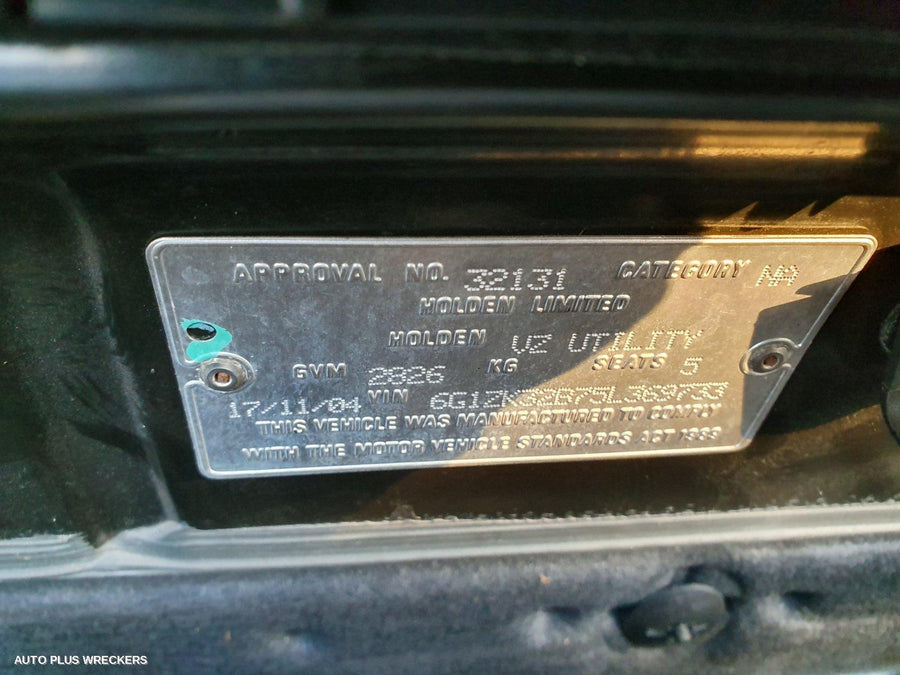 APPROVAL NO. 32131 CATEGORY NA
HOLDEN LIMITED
HOLDEN VZ UTILITY
GVM 2826 KG SEATS 5
17/11/04 VIN
THIS VEHICLE WAS MANUFACTURED TO COMPLY
WITH THE MOTOR VEHICLE STANDARDS ACT 1989
AUTO PLUS WRECKERS